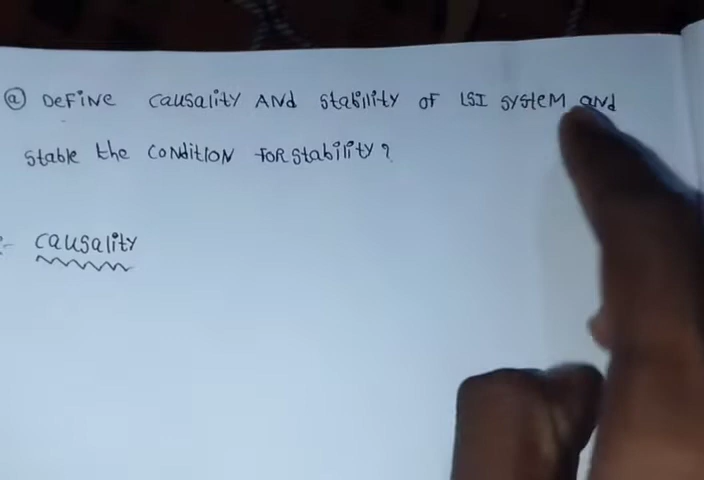 ⓐ Define causality and stability of LSI system and
stable the condition for stability?
:- causality